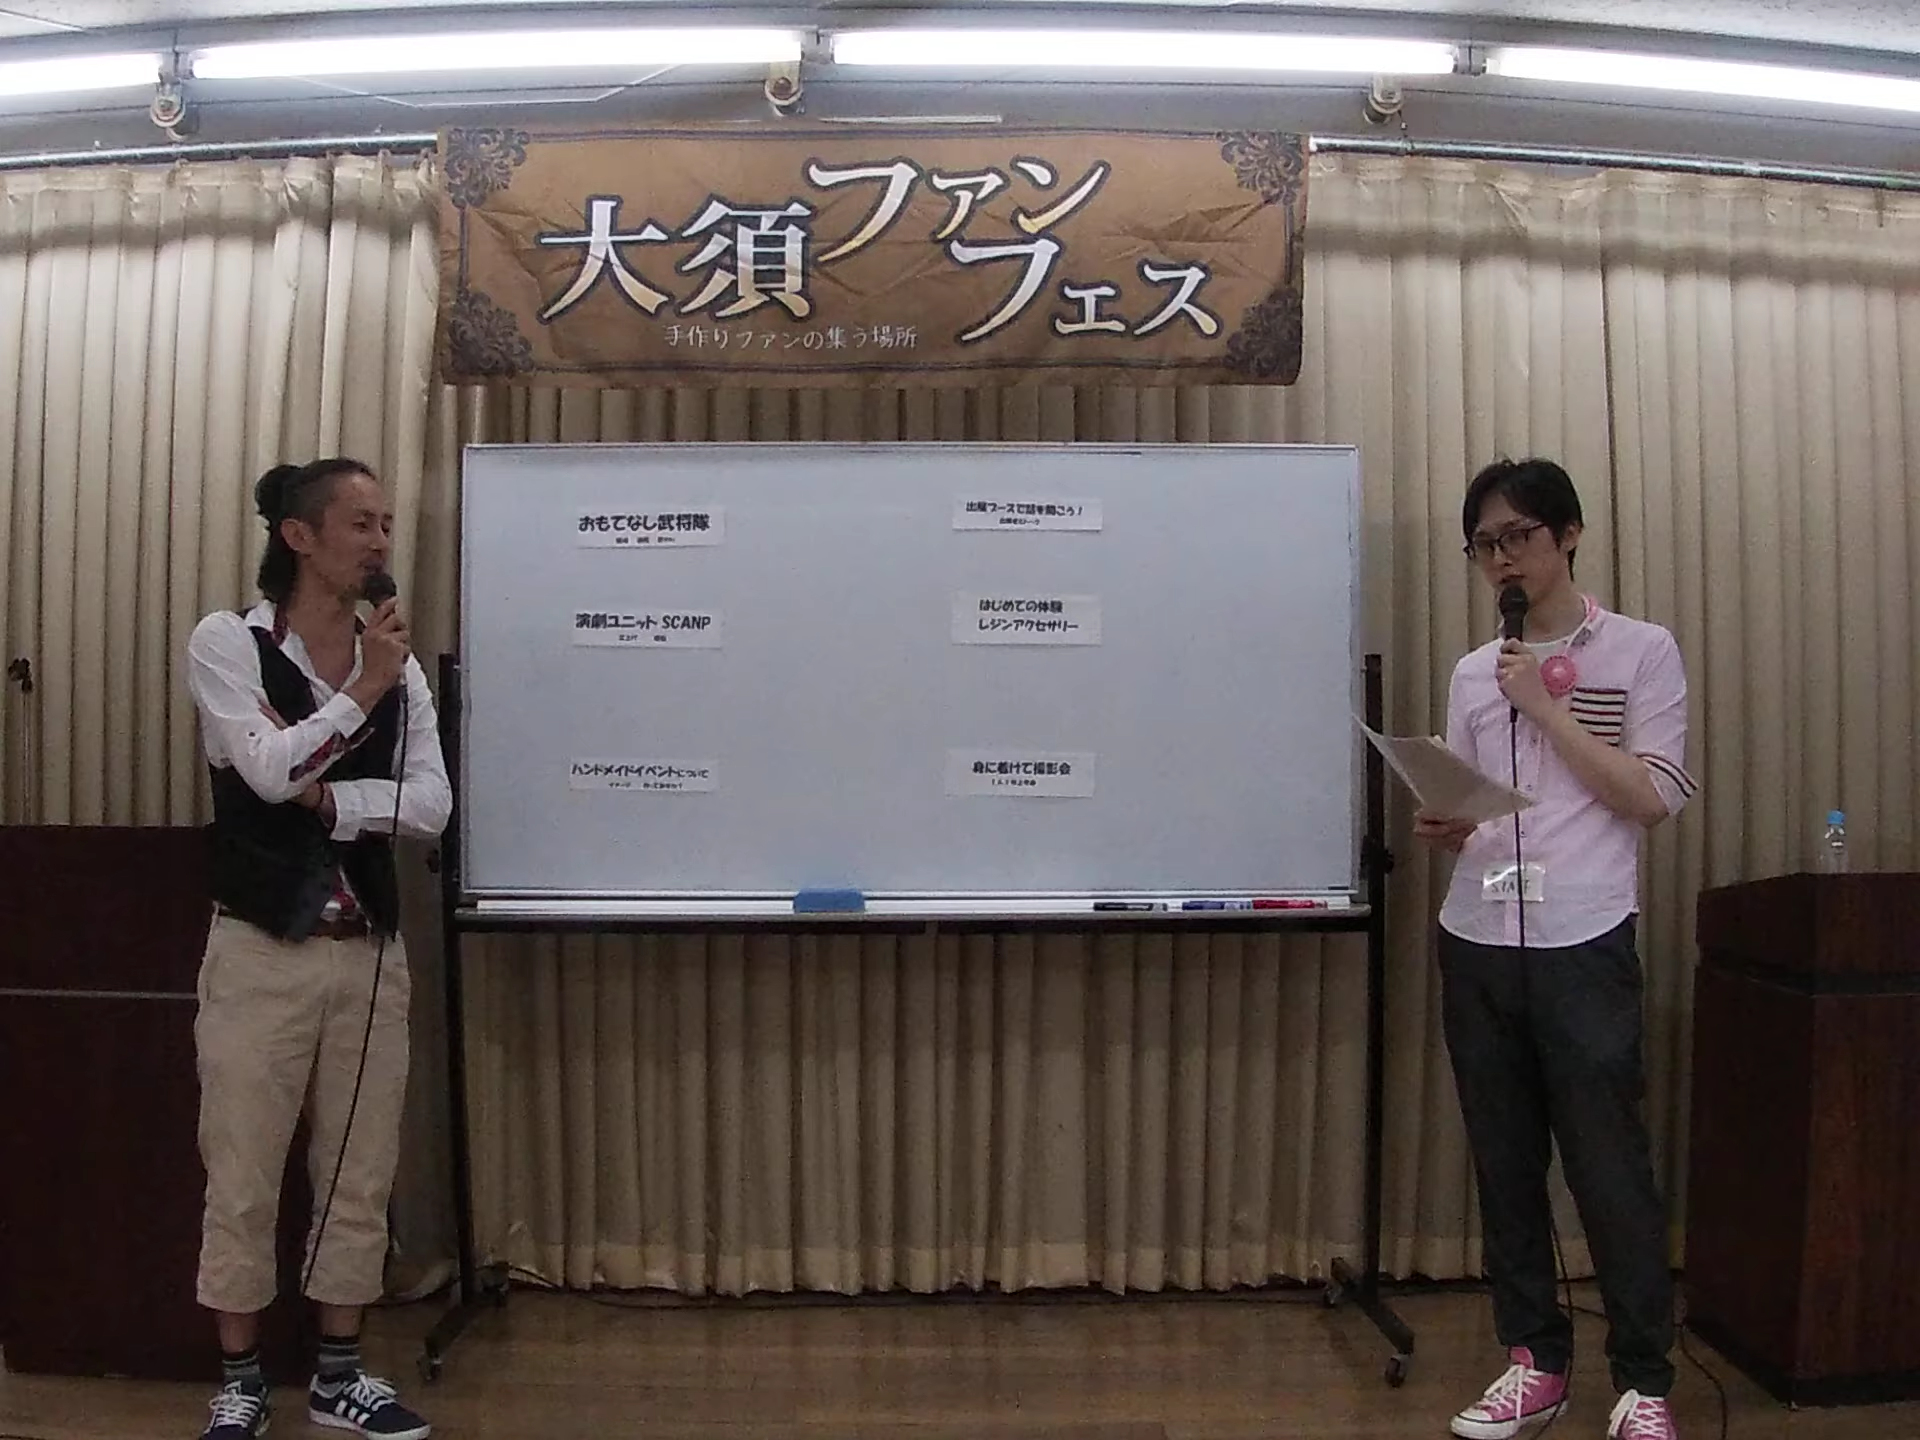 大須ファンフェス
手作りファンの集う場所
おもてなし武将隊
演劇ユニット SCANP
ハンドメイドイベントについて
出展ブースで話を聞こう！
はじめての体験
レジンアクセサリー
身に着けて撮影会
STAFF